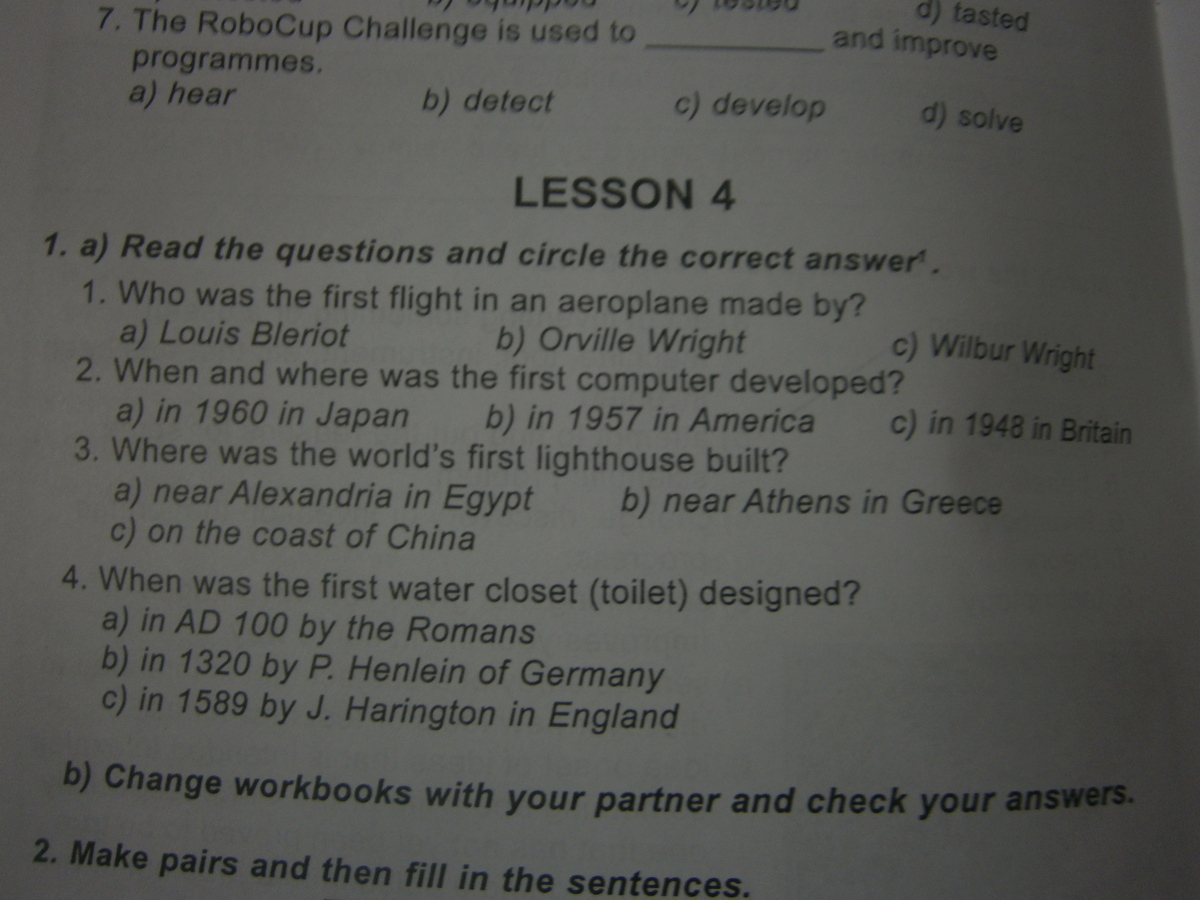 b) equipped c) tested d) tasted
7. The RoboCup Challenge is used to ___________ and improve
programmes.
a) hear b) detect c) develop d) solve
LESSON 4
1. a) Read the questions and circle the correct answer¹.
1. Who was the first flight in an aeroplane made by?
a) Louis Bleriot b) Orville Wright c) Wilbur Wright
2. When and where was the first computer developed?
a) in 1960 in Japan b) in 1957 in America c) in 1948 in Britain
3. Where was the world's first lighthouse built?
a) near Alexandria in Egypt b) near Athens in Greece
c) on the coast of China
4. When was the first water closet (toilet) designed?
a) in AD 100 by the Romans
b) in 1320 by P. Henlein of Germany
c) in 1589 by J. Harington in England
b) Change workbooks with your partner and check your answers.
2. Make pairs and then fill in the sentences.